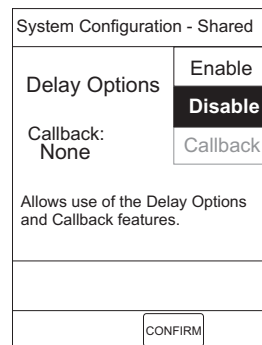 System Configuration - Shared
Delay Options
Enable
Disable
Callback
Callback:
None
Allows use of the Delay Options
and Callback features.
CONFIRM